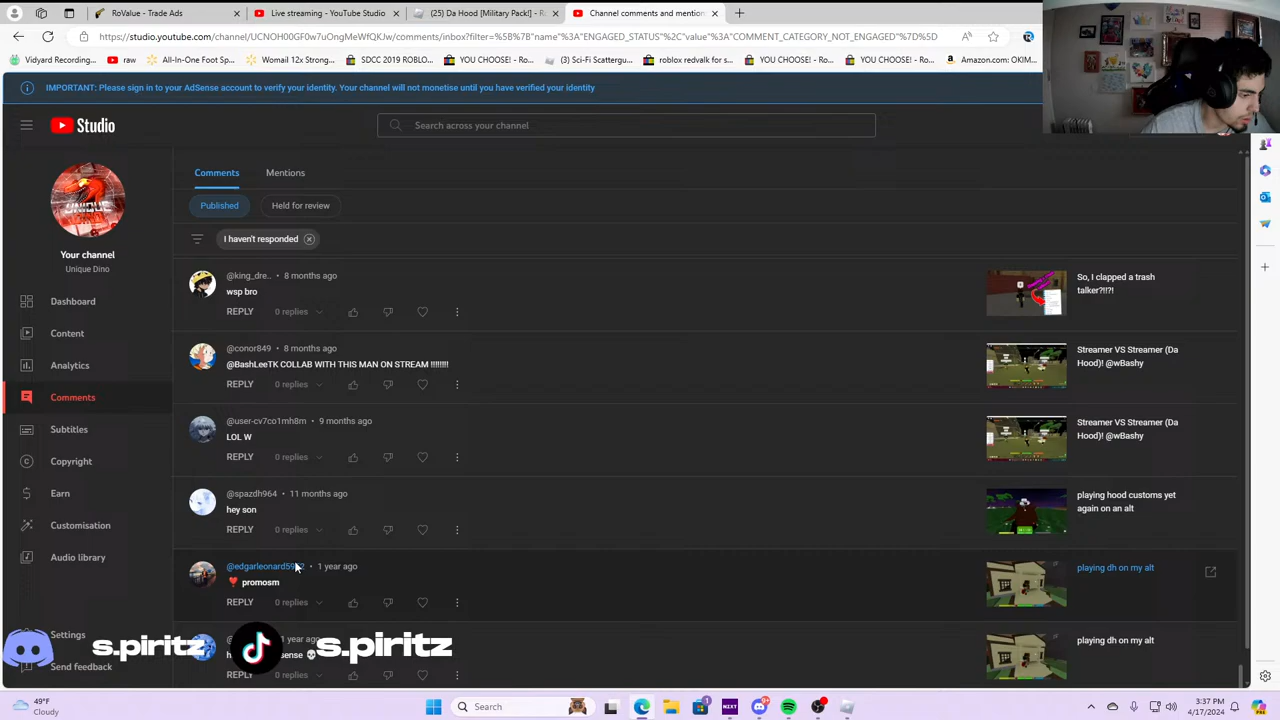 RoValue - Trade Ads
Live streaming - YouTube Studio
(25) Da Hood [Military Pack!] - R
Channel comments and mentio
https://studio.youtube.com/channel/UCNOH00GF0w7uOngMeWfQKJw/comments/inbox?filter=%5B%7B"name"%3A"ENGAGED_STATUS"%2C"value"%3A"COMMENT_CATEGORY_NOT_ENGAGED"%7D%5D
Vidyard Recording...
raw
All-In-One Foot Sp...
Womail 12x Strong...
SDCC 2019 ROBLO...
YOU CHOOSE! - Ro...
(3) Sci-Fi Scattergu...
roblox redvalk for s...
YOU CHOOSE! - Ro...
YOU CHOOSE! - Ro...
Amazon.com: OKIM...
IMPORTANT: Please sign in to your AdSense account to verify your identity. Your channel will not monetise until you have verified your identity
Studio
Search across your channel
Your channel
Unique Dino
Dashboard
Content
Analytics
Comments
Subtitles
Copyright
Earn
Customisation
Audio library
Settings
Send feedback
Comments
Mentions
Published
Held for review
I haven't responded
@king_dre.. • 8 months ago
wsp bro
REPLY
0 replies
So, I clapped a trash
talker?!!?!
@conor849 • 8 months ago
@BashLeeTK COLLAB WITH THIS MAN ON STREAM !!!!!!!!
REPLY
0 replies
Streamer VS Streamer (Da
Hood)! @wBashy
@user-cv7co1mh8m • 9 months ago
LOL W
REPLY
0 replies
Streamer VS Streamer (Da
Hood)! @wBashy
@spazdh964 • 11 months ago
hey son
REPLY
0 replies
playing hood customs yet
again on an alt
• 1 year ago
❣️ promosm
REPLY
0 replies
playing dh on my alt
1 year ago
REPLY
0 replies
playing dh on my alt
s.piritz
s.piritz
49°F
Cloudy
Search
3:37 PM
4/17/2024